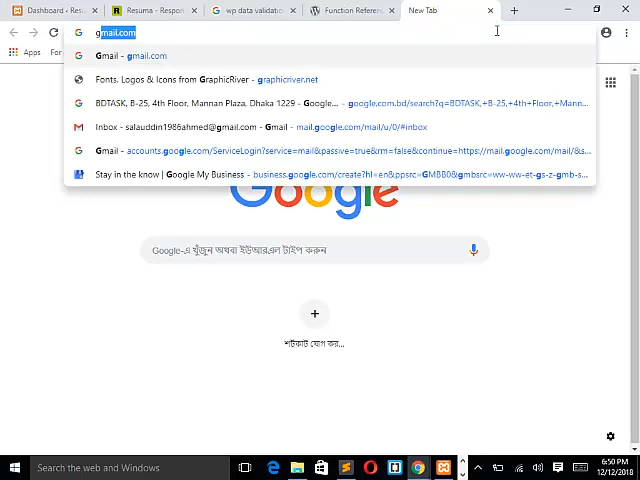 Dashboard ‹ Resu
Resuma - Respon
wp data validatio
Function Referen
New Tab
gmail.com
Apps
For
Gmail - gmail.com
Fonts. Logos & Icons from GraphicRiver - graphicriver.net
BDTASK, B-25, 4th Floor, Mannan Plaza, Dhaka 1229 - Google... - google.com.bd/search?q=BDTASK,+B-25,+4th+Floor,+Mann...
Inbox - salauddin1986ahmed@gmail.com - Gmail - mail.google.com/mail/u/0/#inbox
Gmail - accounts.google.com/ServiceLogin?service=mail&passive=true&rm=false&continue=https://mail.google.com/mail/&s...
Stay in the know | Google My Business - business.google.com/create?hl=en&ppsrc=GMBB0&gmbsrc=ww-ww-et-gs-z-gmb-s...
Google
Google-এ খুঁজুন অথবা ইউআরএল টাইপ করুন
শর্টকাট যোগ কর...
Search the web and Windows
6:50 PM
12/12/2018